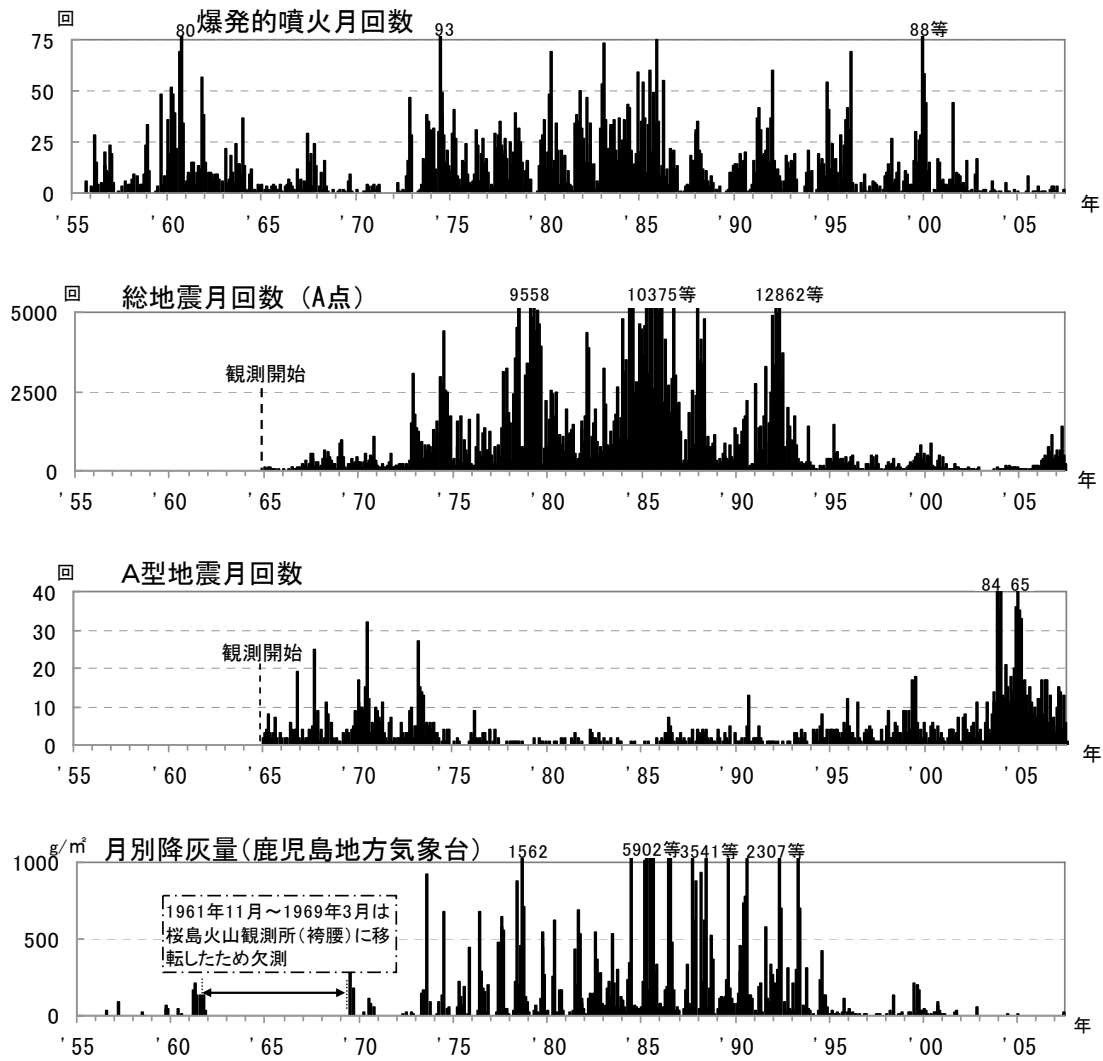 回 爆発的噴火月回数
80 93 88等
75
50
25
0
'55 '60 '65 '70 '75 '80 '85 '90 '95 '00 '05 年
回 総地震月回数（A点）
9558 10375等 12862等
5000
観測開始
2500
0
'55 '60 '65 '70 '75 '80 '85 '90 '95 '00 '05 年
回 A型地震月回数
84 65
40
30
観測開始
20
10
0
'55 '60 '65 '70 '75 '80 '85 '90 '95 '00 '05 年
g/㎡ 月別降灰量(鹿児島地方気象台)
1562 5902等 3541等 2307等
1000
1961年11月～1969年3月は
桜島火山観測所(袴腰)に移
転したため欠測
500
0
'55 '60 '65 '70 '75 '80 '85 '90 '95 '00 '05 年